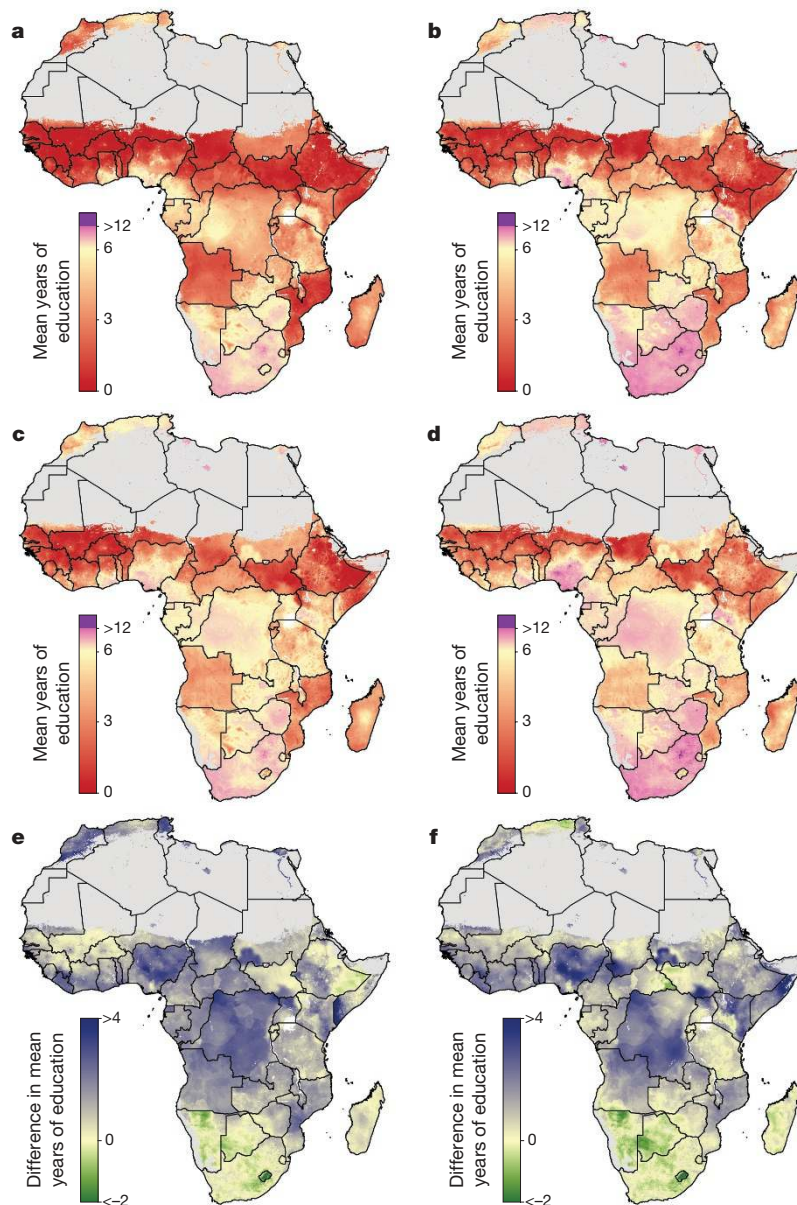 a
b
>12
6
3
0
Mean years of
education
>12
6
3
0
Mean years of
education
c
d
>12
6
3
0
Mean years of
education
>12
6
3
0
Mean years of
education
e
f
>4
0
<–2
Difference in mean
years of education
>4
0
<–2
Difference in mean
years of education